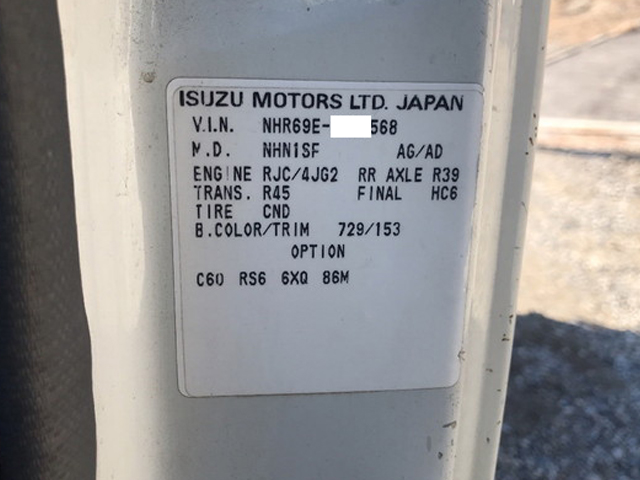 ISUZU MOTORS LTD. JAPAN
V.I.N. NHR69E- 568
M.D. NHN1SF AG/AD
ENGINE RJC/4JG2 RR AXLE R39
TRANS. R45 FINAL HC6
TIRE CND
B.COLOR/TRIM 729/153
OPTION
C60 RS6 6XQ 86M